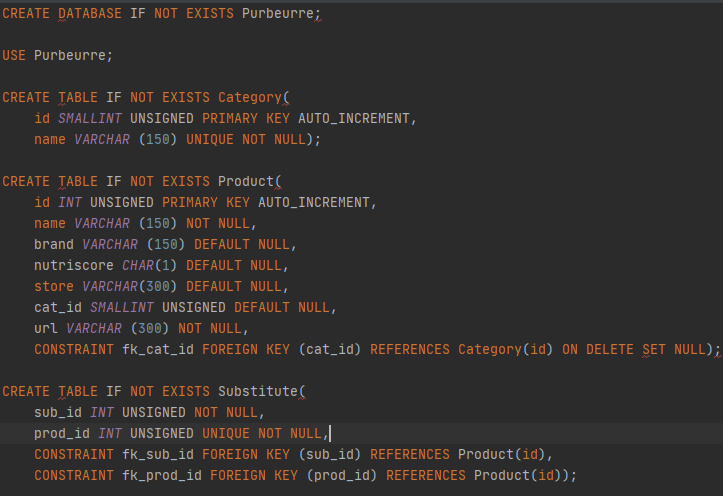 CREATE DATABASE IF NOT EXISTS Purbeurre;
USE Purbeurre;
CREATE TABLE IF NOT EXISTS Category(
id SMALLINT UNSIGNED PRIMARY KEY AUTO_INCREMENT,
name VARCHAR (150) UNIQUE NOT NULL);
CREATE TABLE IF NOT EXISTS Product(
id INT UNSIGNED PRIMARY KEY AUTO_INCREMENT,
name VARCHAR (150) NOT NULL,
brand VARCHAR (150) DEFAULT NULL,
nutriscore CHAR(1) DEFAULT NULL,
store VARCHAR(300) DEFAULT NULL,
cat_id SMALLINT UNSIGNED DEFAULT NULL,
url VARCHAR (300) NOT NULL,
CONSTRAINT fk_cat_id FOREIGN KEY (cat_id) REFERENCES Category(id) ON DELETE SET NULL);
CREATE TABLE IF NOT EXISTS Substitute(
sub_id INT UNSIGNED NOT NULL,
prod_id INT UNSIGNED UNIQUE NOT NULL,
CONSTRAINT fk_sub_id FOREIGN KEY (sub_id) REFERENCES Product(id),
CONSTRAINT fk_prod_id FOREIGN KEY (prod_id) REFERENCES Product(id));